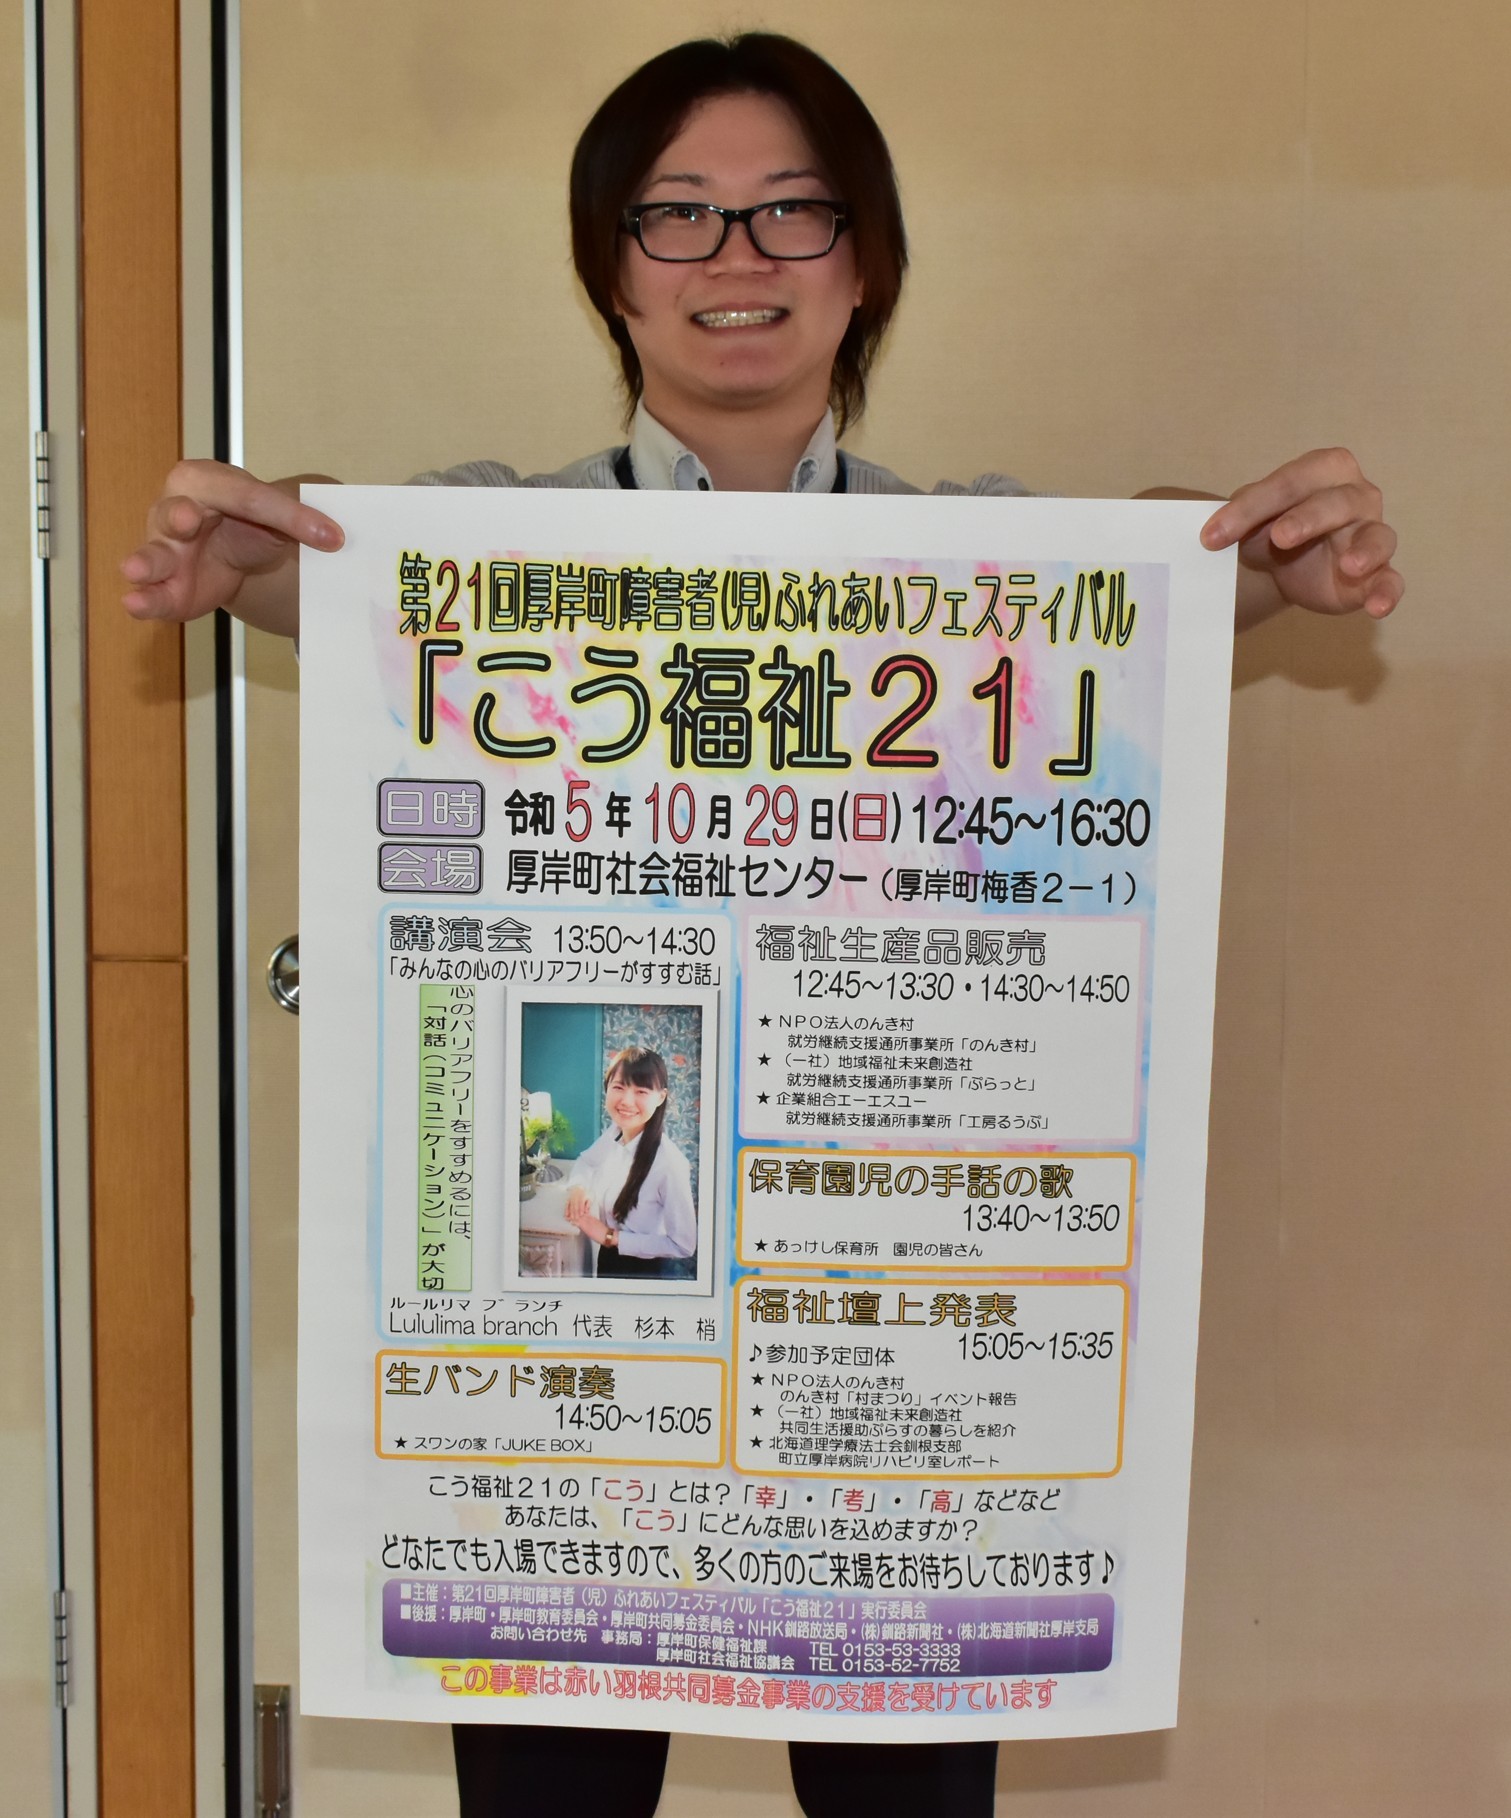 第21回厚岸町障害者(児)ふれあいフェスティバル
「こう福祉21」
日時 令和5年10月29日(日)12:45～16:30
会場 厚岸町社会福祉センター（厚岸町梅香２－１）
講演会 13:50～14:30
「みんなの心のバリアフリーがすすむ話」
心のバリアフリーをすすめるには、
「対話（コミュニケーション）」が大切
ルールリマ ブランチ
Lululima branch 代表 杉本 梢
生バンド演奏
14:50～15:05
★ スワンの家「JUKE BOX」
福祉生産品販売
12:45～13:30・14:30～14:50
★ ＮＰＯ法人のんき村
就労継続支援通所事業所「のんき村」
★（一社）地域福祉未来創造社
就労継続支援通所事業所「ぷらっと」
★ 企業組合エーエスユー
就労継続支援通所事業所「工房るうぷ」
保育園児の手話の歌
13:40～13:50
★ あっけし保育所 園児の皆さん
福祉壇上発表
15:05～15:35
♪参加予定団体
★ ＮＰＯ法人のんき村
のんき村「村まつり」イベント報告
★（一社）地域福祉未来創造社
共同生活援助ぷらすの暮らしを紹介
★ 北海道理学療法士会釧根支部
町立厚岸病院リハビリ室レポート
こう福祉２１の「こう」とは？「幸」・「考」・「高」などなど
あなたは、「こう」にどんな思いを込めますか？
どなたでも入場できますので、多くの方のご来場をお待ちしております♪
■主催：第21回厚岸町障害者（児）ふれあいフェスティバル「こう福祉２１」実行委員会
■後援：厚岸町・厚岸町教育委員会・厚岸町共同募金委員会・NHK釧路放送局・(株)釧路新聞社・(株)北海道新聞社厚岸支局
お問い合わせ先 事務局：厚岸町保健福祉課 TEL 0153-53-3333
厚岸町社会福祉協議会 TEL 0153-52-7752
この事業は赤い羽根共同募金事業の支援を受けています